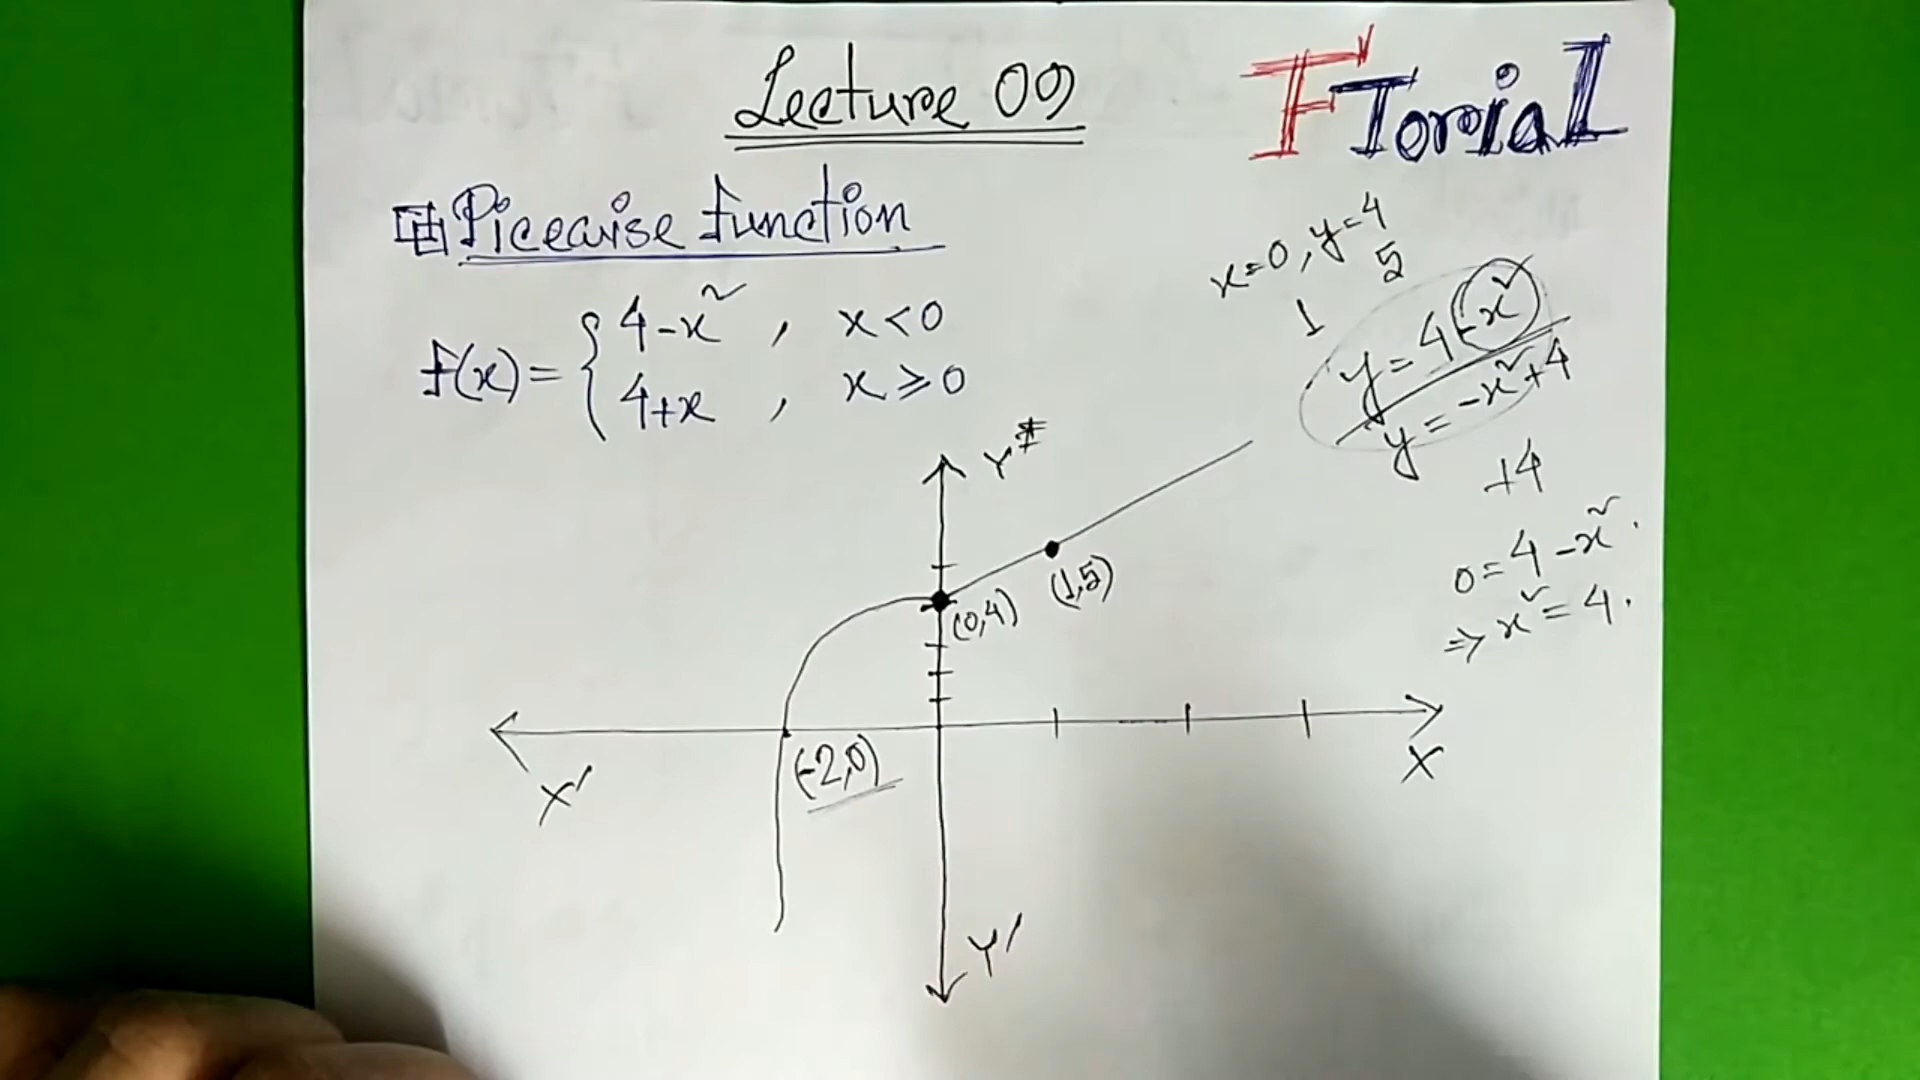 Lecture 09
FTorial
Picewise function
f(x) = { 4-x² , x<0
4+x , x≥0
x=0, y=4
1 5
y=4-x²
y=-x²+4
+4
0=4-x².
⇒ x²=4.
Y
(1,5)
(0,4)
(-2,0)
X'
X
Y'